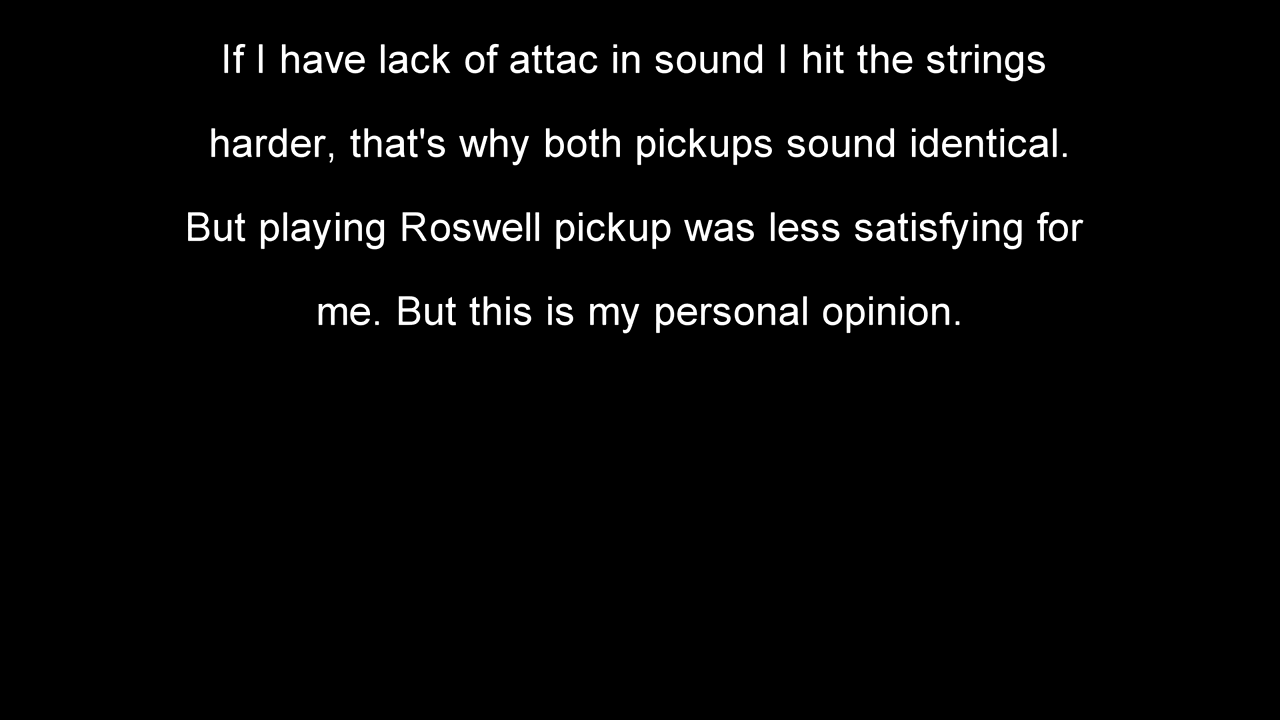 If I have lack of attac in sound I hit the strings
harder, that's why both pickups sound identical.
But playing Roswell pickup was less satisfying for
me. But this is my personal opinion.